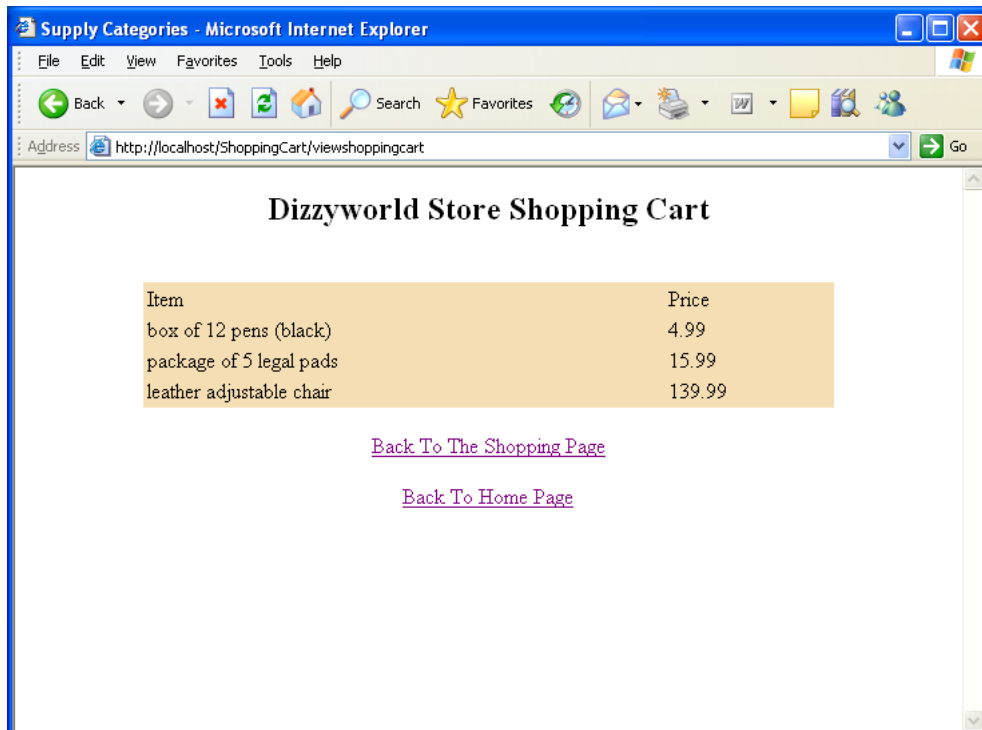 Supply Categories - Microsoft Internet Explorer
File Edit View Favorites Tools Help
Back Search Favorites
Address http://localhost/ShoppingCart/viewshoppingcart Go
Dizzyworld Store Shopping Cart
Item Price
box of 12 pens (black) 4.99
package of 5 legal pads 15.99
leather adjustable chair 139.99
Back To The Shopping Page
Back To Home Page